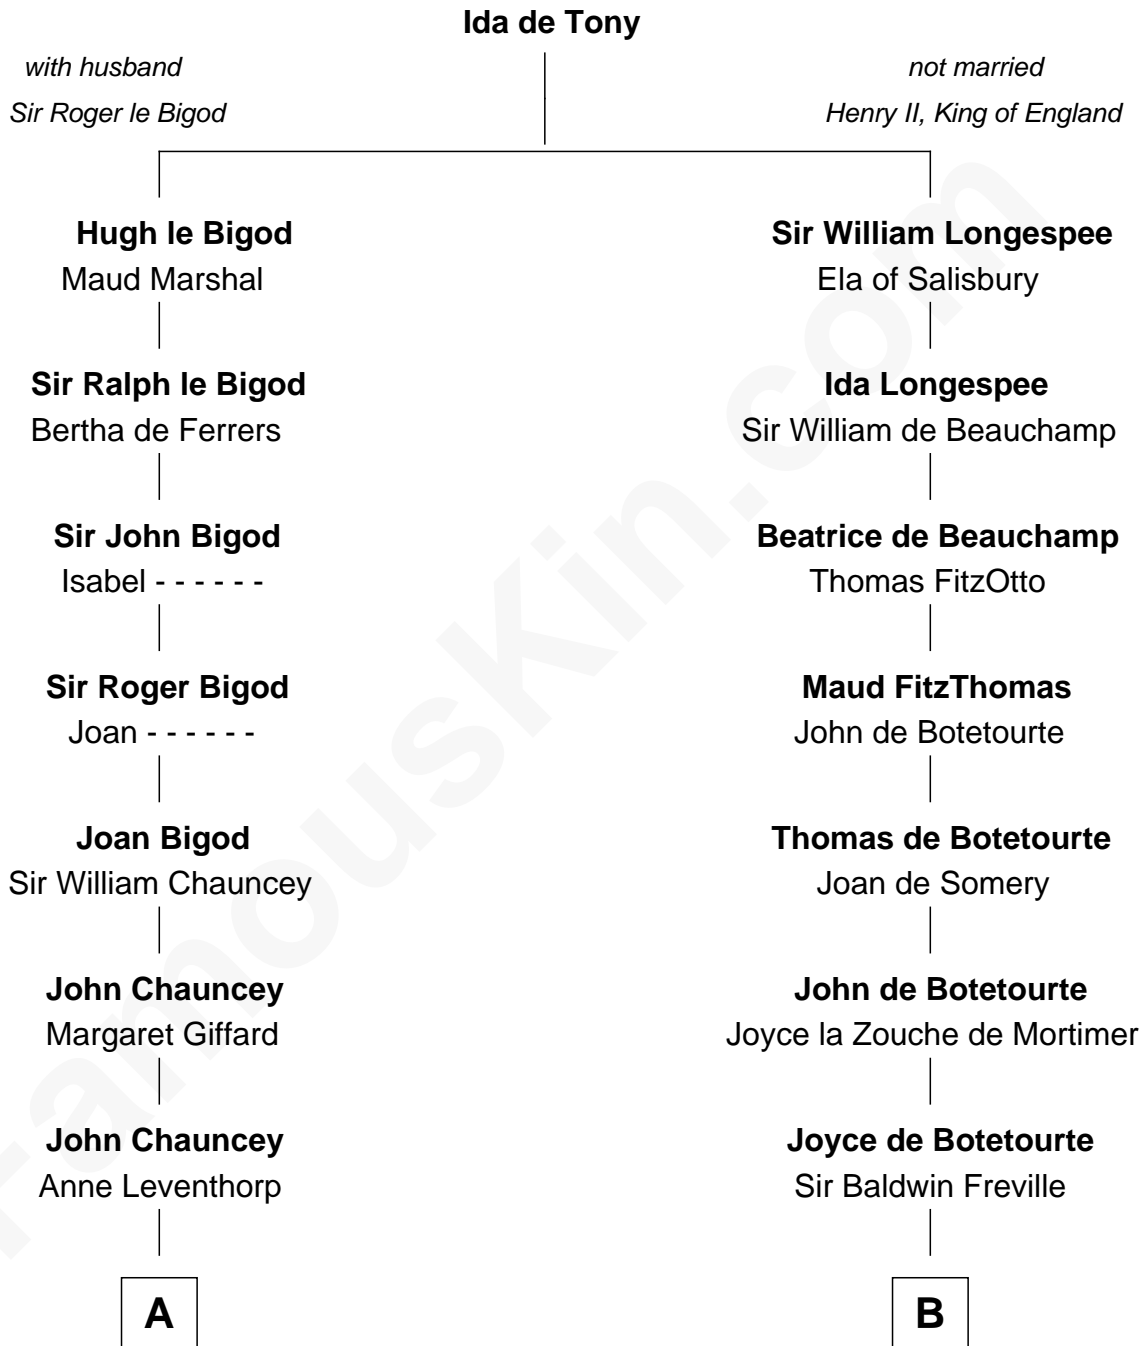 Ida de Tony
with husband
Sir Roger le Bigod
not married
Henry II, King of England
Hugh le Bigod
Maud Marshal
Sir William Longespee
Ela of Salisbury
Sir Ralph le Bigod
Bertha de Ferrers
Ida Longespee
Sir William de Beauchamp
Sir John Bigod
Isabel - - - - - -
Beatrice de Beauchamp
Thomas FitzOtto
Sir Roger Bigod
Joan - - - - - -
Maud FitzThomas
John de Botetourte
Joan Bigod
Sir William Chauncey
Thomas de Botetourte
Joan de Somery
John Chauncey
Margaret Giffard
John de Botetourte
Joyce la Zouche de Mortimer
John Chauncey
Anne Leventhorp
Joyce de Botetourte
Sir Baldwin Freville
A
B
FamousKin.com